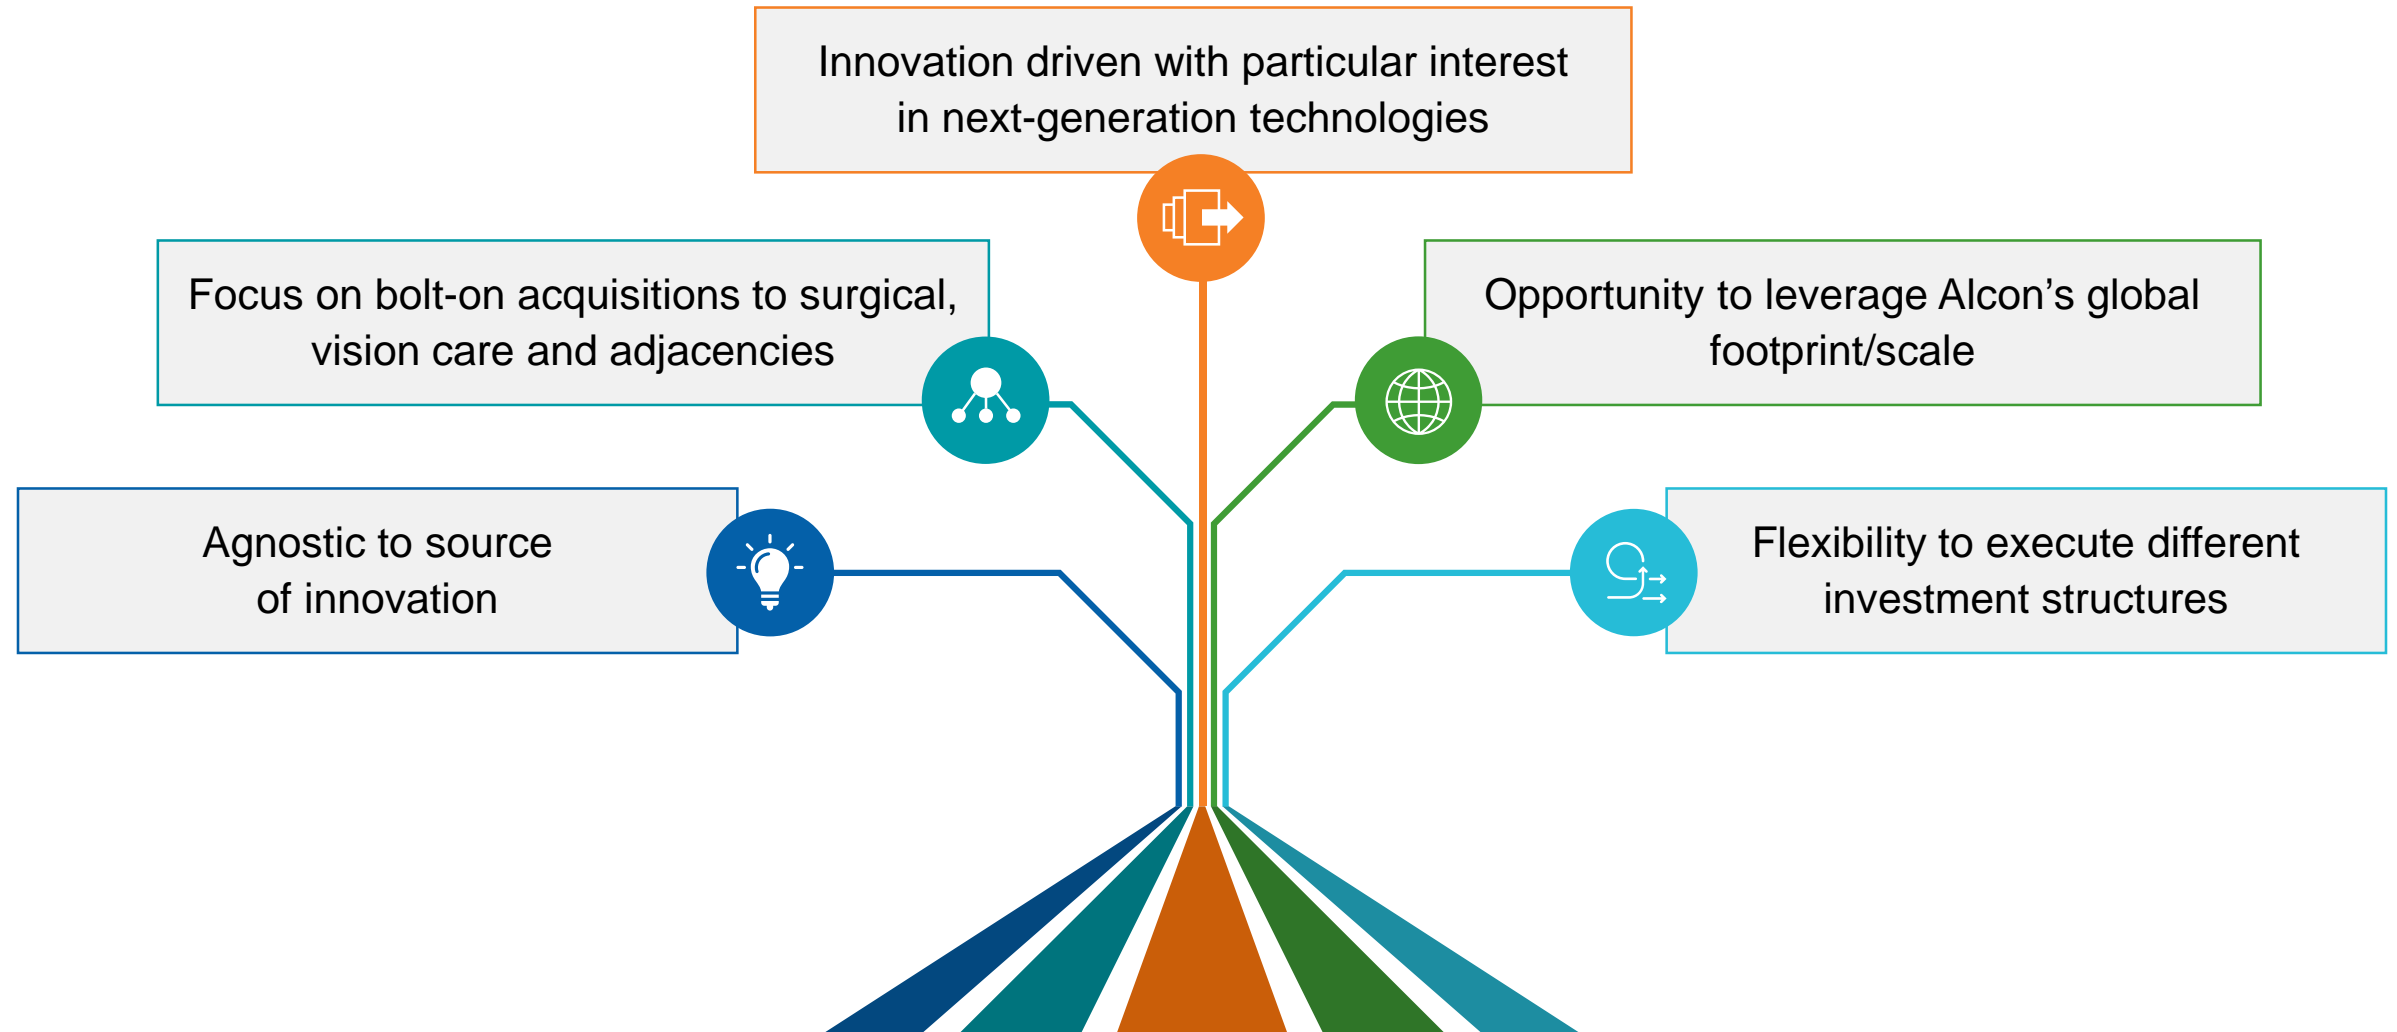 Innovation driven with particular interest
in next-generation technologies
Focus on bolt-on acquisitions to surgical,
vision care and adjacencies
Opportunity to leverage Alcon’s global
footprint/scale
Agnostic to source
of innovation
Flexibility to execute different
investment structures